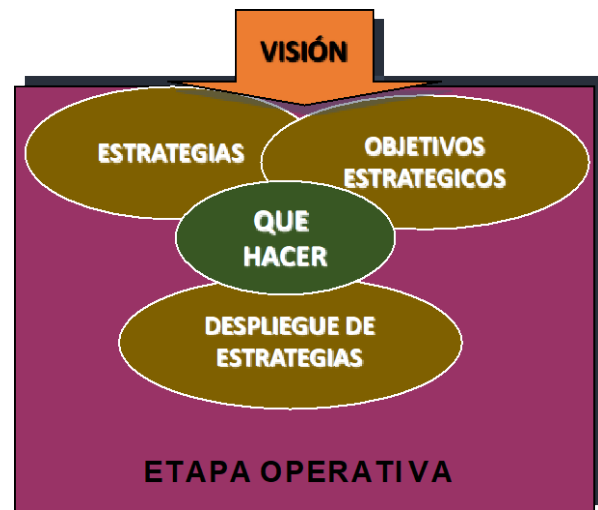 VISIÓN
ESTRATEGIAS
OBJETIVOS
ESTRATEGICOS
QUE
HACER
DESPLIEGUE DE
ESTRATEGIAS
ETAPA OPERATIVA